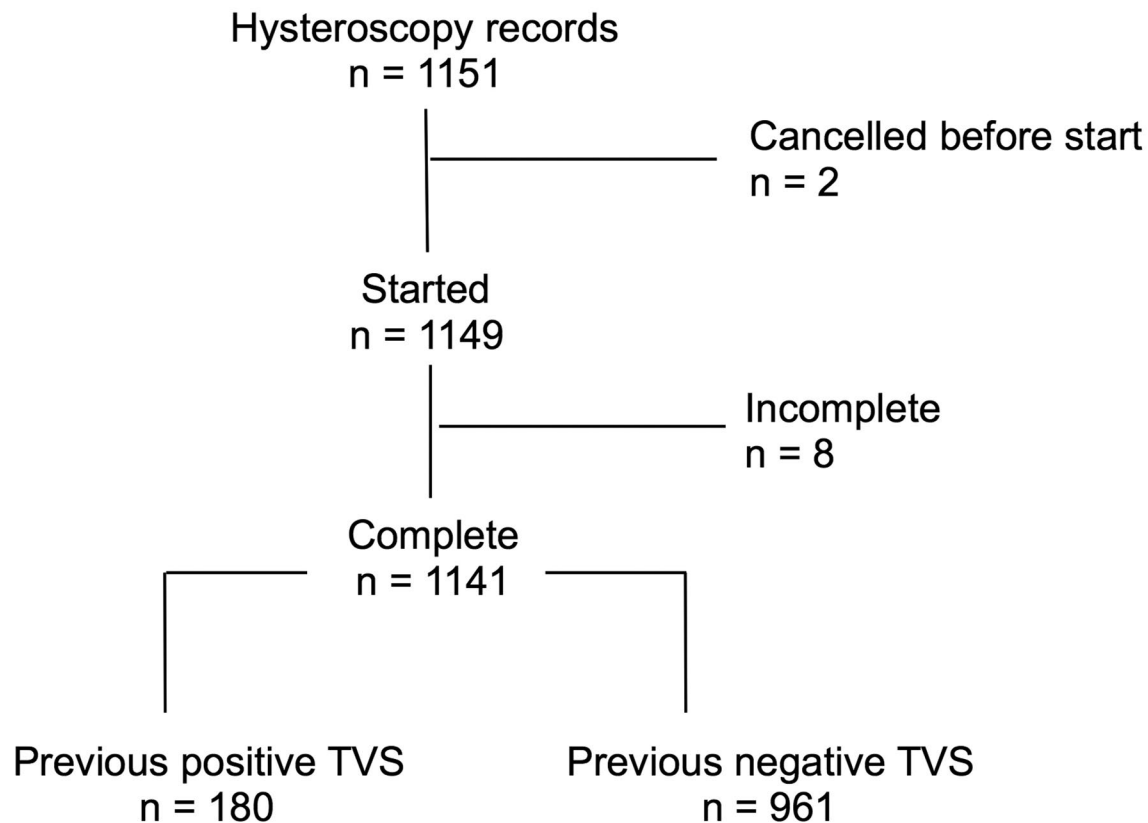 Hysteroscopy records
n = 1151
Cancelled before start
n = 2
Started
n = 1149
Incomplete
n = 8
Complete
n = 1141
Previous positive TVS
n = 180
Previous negative TVS
n = 961